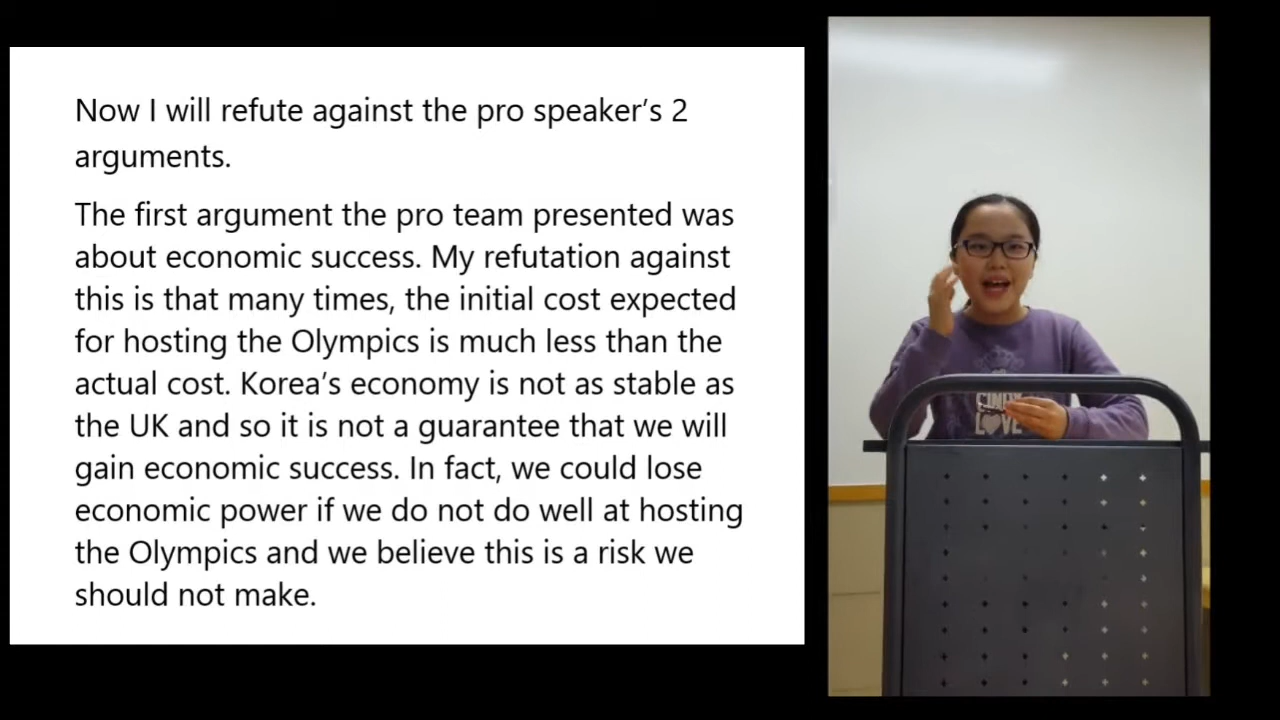 Now I will refute against the pro speaker’s 2
arguments.
The first argument the pro team presented was
about economic success. My refutation against
this is that many times, the initial cost expected
for hosting the Olympics is much less than the
actual cost. Korea’s economy is not as stable as
the UK and so it is not a guarantee that we will
gain economic success. In fact, we could lose
economic power if we do not do well at hosting
the Olympics and we believe this is a risk we
should not make.
LOVE